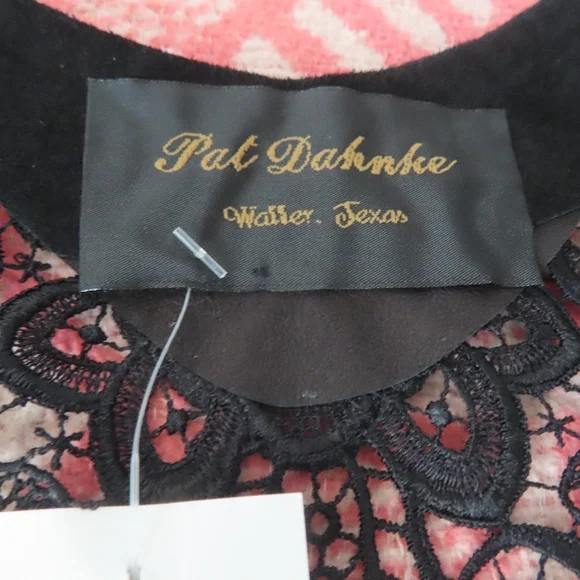 Pat Dahnke
Waller, Texas